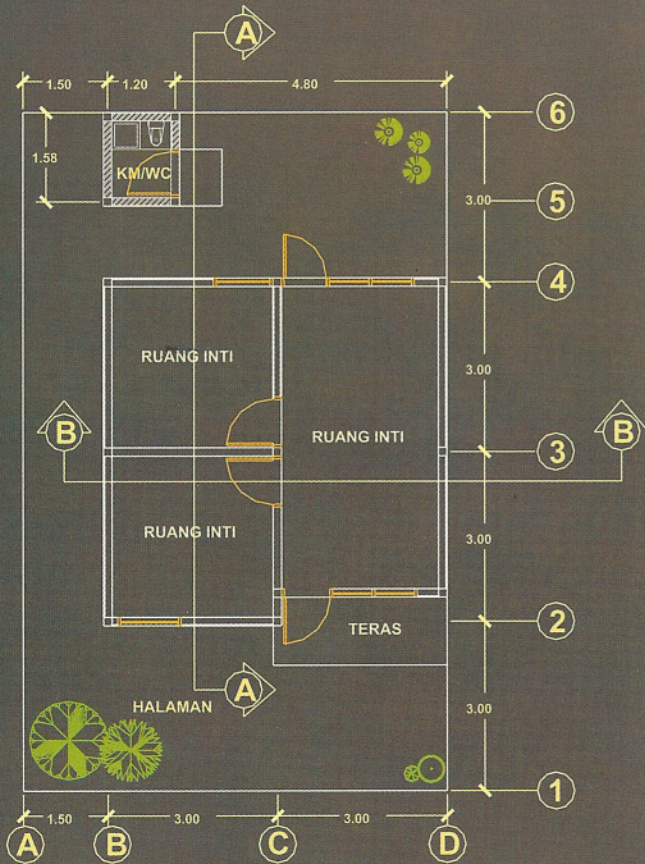 A
1.50 1.20 4.80
6
1.58
KM/WC
3.00
5
4
RUANG INTI
3.00
B
B
RUANG INTI
3
RUANG INTI
3.00
TERAS
2
A
HALAMAN
3.00
1
1.50 3.00 3.00
A B C D